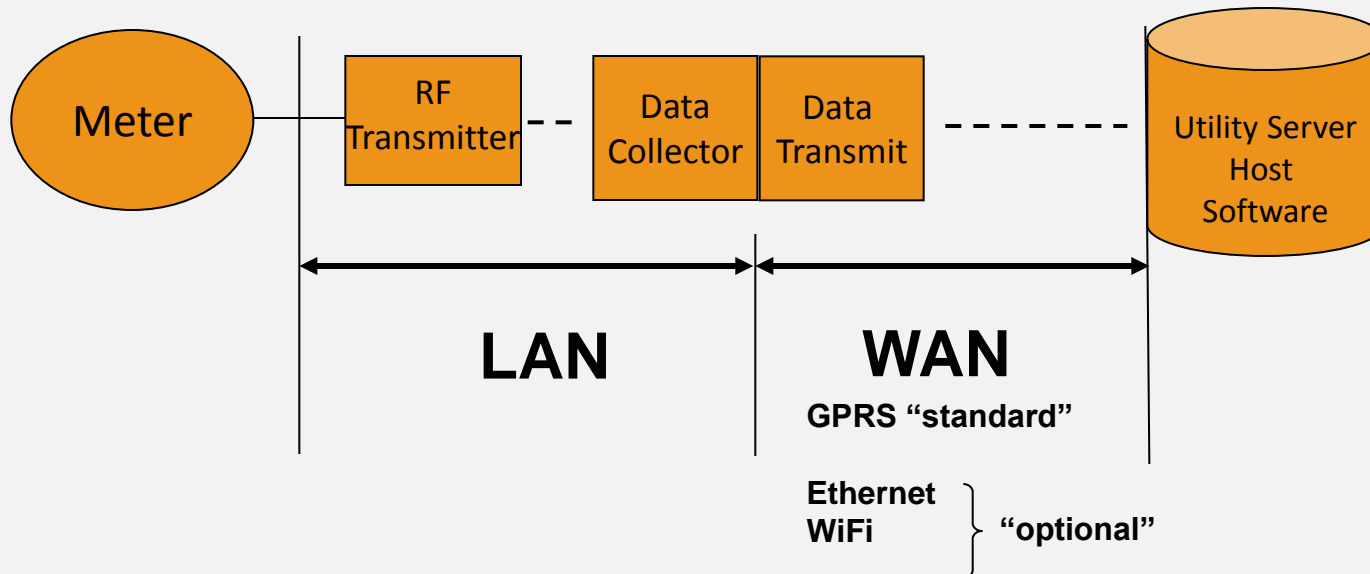 Meter
RF
Transmitter
Data
Collector
Data
Transmit
Utility Server
Host
Software
LAN
WAN
GPRS “standard”
Ethernet
WiFi
“optional”